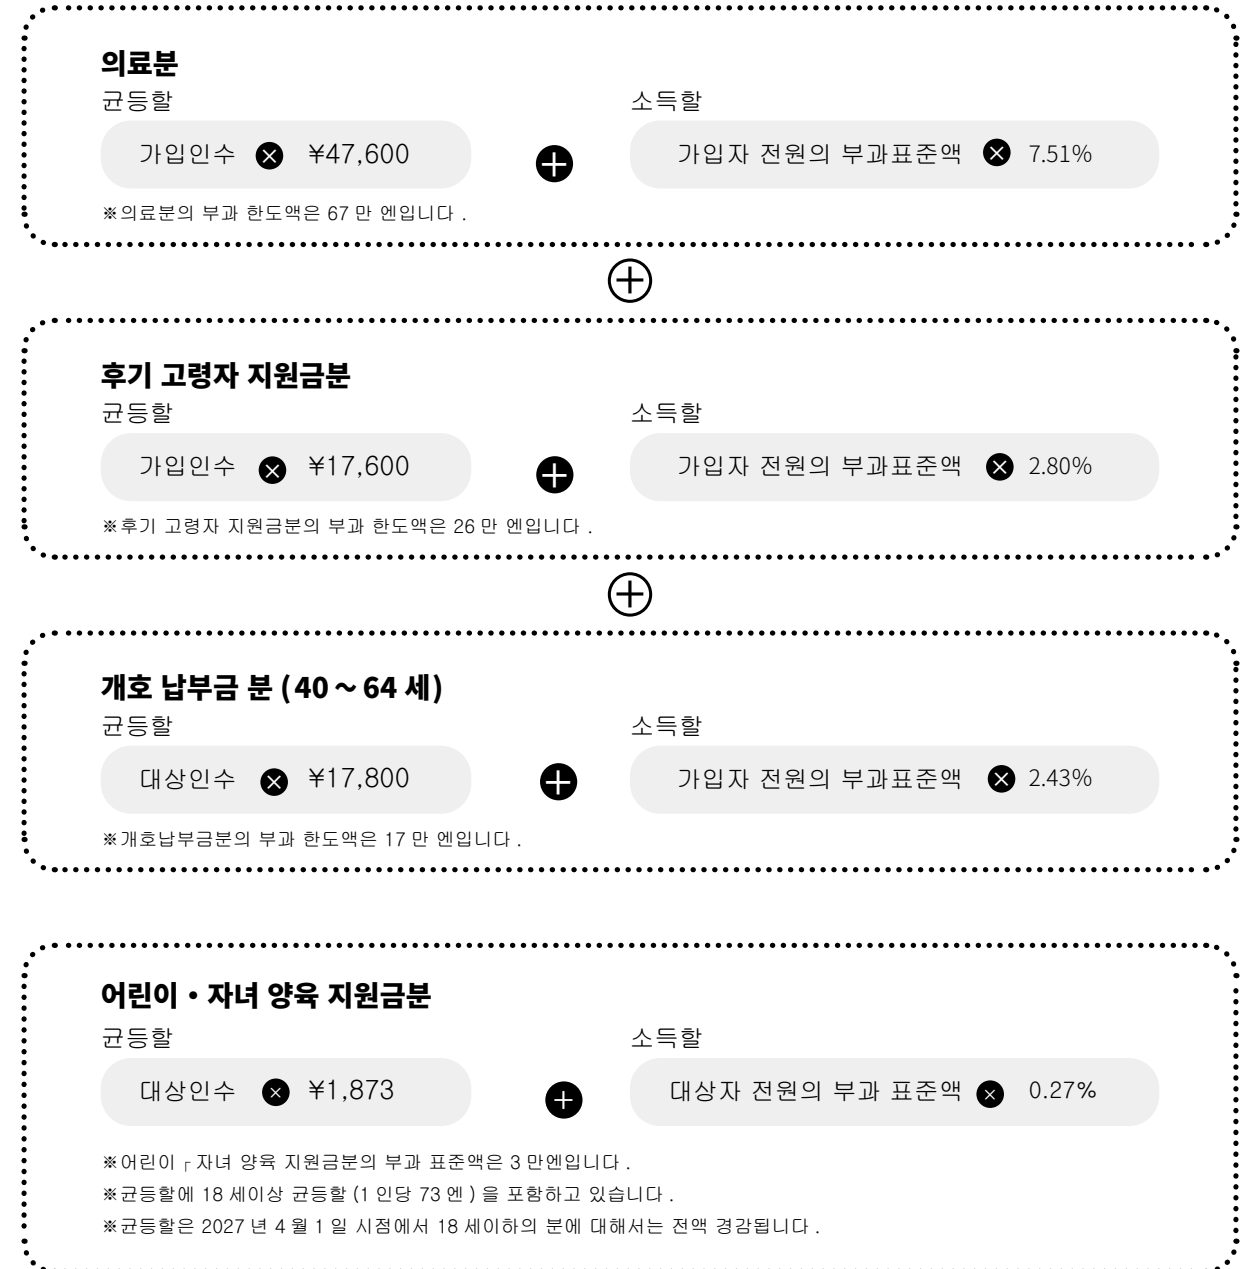 의료분
균등할 소득할
가입인수 × ¥47,600 + 가입자 전원의 부과표준액 × 7.51%
※의료분의 부과 한도액은 67 만 엔입니다 .
+
후기 고령자 지원금분
균등할 소득할
가입인수 × ¥17,600 + 가입자 전원의 부과표준액 × 2.80%
※후기 고령자 지원금분의 부과 한도액은 26 만 엔입니다 .
+
개호 납부금 분 (40～64 세)
균등할 소득할
대상인수 × ¥17,800 + 가입자 전원의 부과표준액 × 2.43%
※개호납부금분의 부과 한도액은 17 만 엔입니다 .
어린이・자녀 양육 지원금분
균등할 소득할
대상인수 × ¥1,873 + 대상자 전원의 부과 표준액 × 0.27%
※어린이 ｢ 자녀 양육 지원금분의 부과 표준액은 3 만엔입니다 .
※균등할에 18 세이상 균등할 (1 인당 73 엔 ) 을 포함하고 있습니다 .
※균등할은 2027 년 4 월 1 일 시점에서 18 세이하의 분에 대해서는 전액 경감됩니다 .